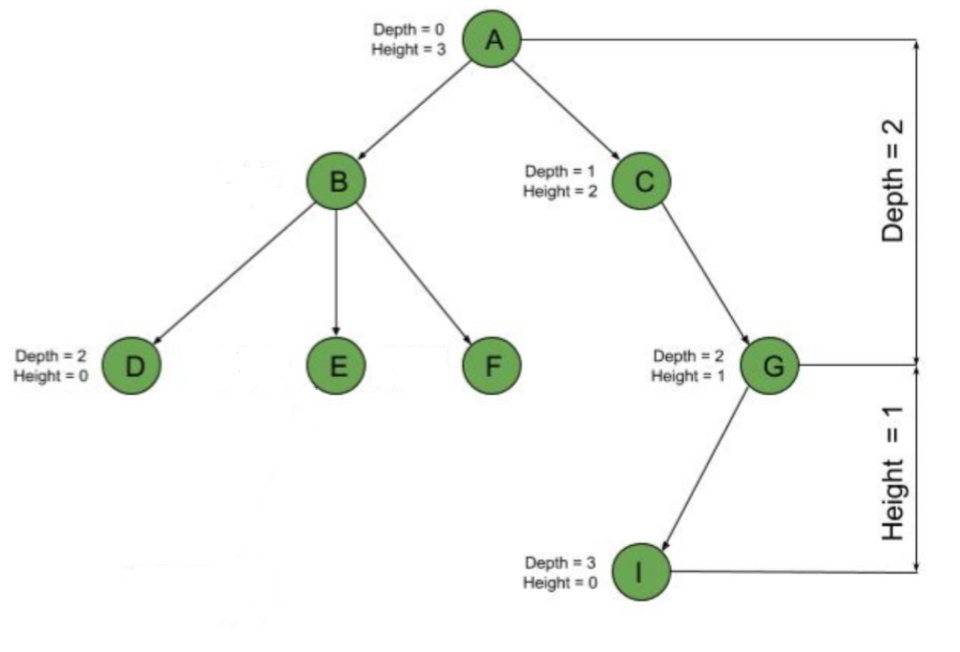 Depth = 0
Height = 3
A
B
Depth = 1
Height = 2
C
Depth = 2
Depth = 2
Height = 0
D
E
F
Depth = 2
Height = 1
G
Height = 1
Depth = 3
Height = 0
I